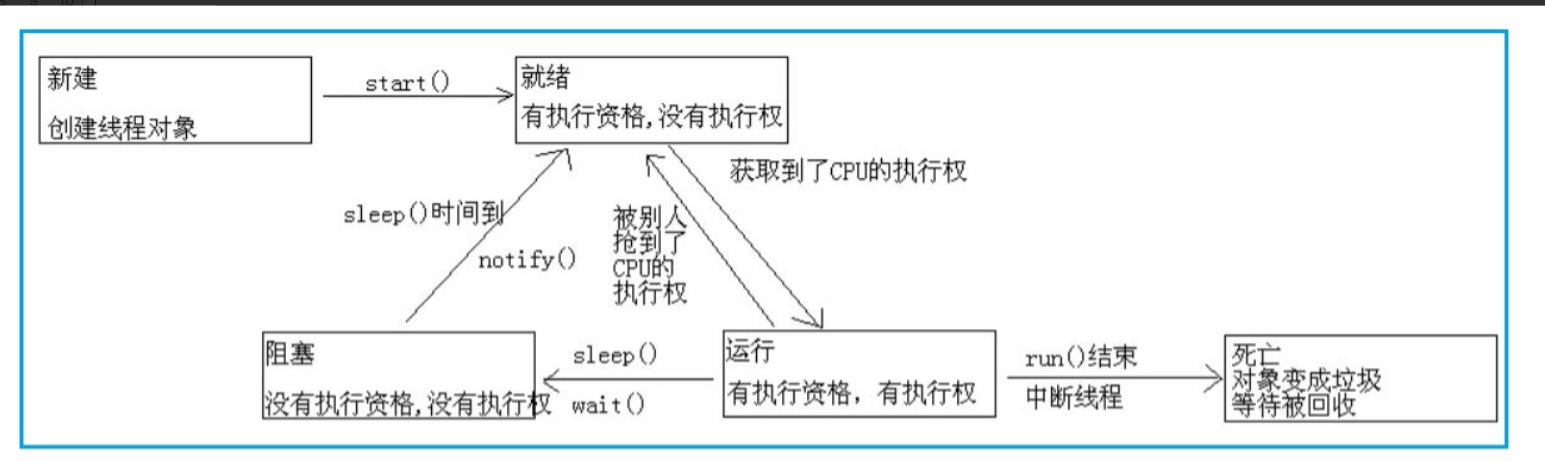 新建
创建线程对象
start()
就绪
有执行资格,没有执行权
获取到了CPU的执行权
sleep()时间到
notify()
被别人
抢到了
CPU的
执行权
阻塞
没有执行资格,没有执行权
sleep()
wait()
运行
有执行资格，有执行权
run()结束
中断线程
死亡
对象变成垃圾
等待被回收